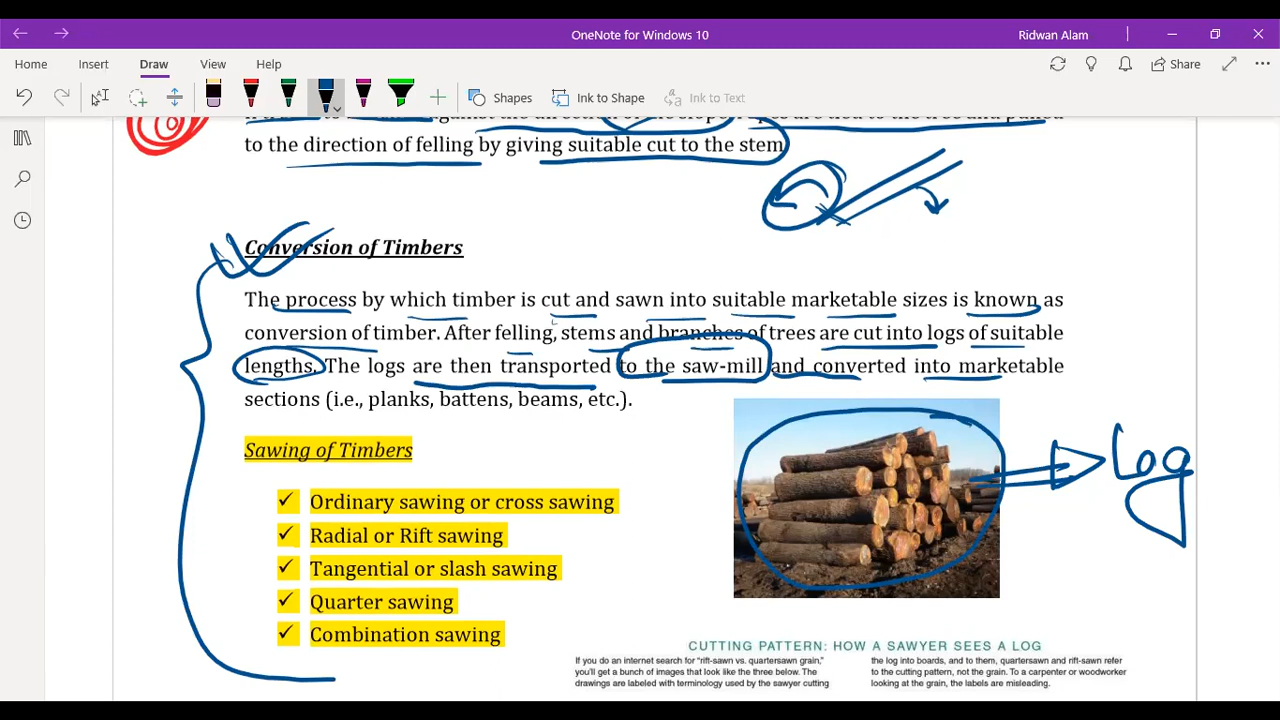 OneNote for Windows 10
Ridwan Alam
Home Insert Draw View Help
Share
Shapes Ink to Shape Ink to Text
to the direction of felling by giving suitable cut to the stem
Conversion of Timbers
The process by which timber is cut and sawn into suitable marketable sizes is known as
conversion of timber. After felling, stems and branches of trees are cut into logs of suitable
lengths. The logs are then transported to the saw-mill and converted into marketable
sections (i.e., planks, battens, beams, etc.).
Sawing of Timbers
Log
✓ Ordinary sawing or cross sawing
✓ Radial or Rift sawing
✓ Tangential or slash sawing
✓ Quarter sawing
✓ Combination sawing
CUTTING PATTERN: HOW A SAWYER SEES A LOG
If you do an internet search for "rift-sawn vs. quartersawn grain,"
you'll get a bunch of images that look like the three below. The
drawings are labeled with terminology used by the sawyer cutting
the log into boards, and to them, quartersawn and rift-sawn refer
to the cutting pattern, not the grain. To a carpenter or woodworker
looking at the grain, the labels are misleading.